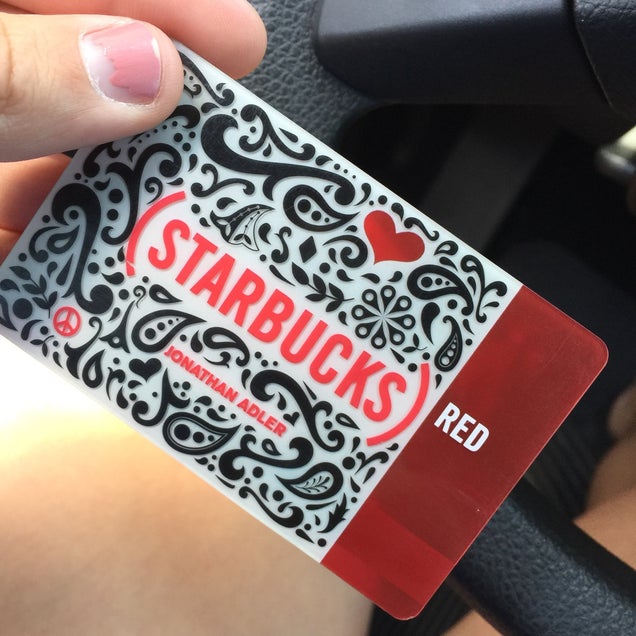 (STARBUCKS)
JONATHAN ADLER
RED